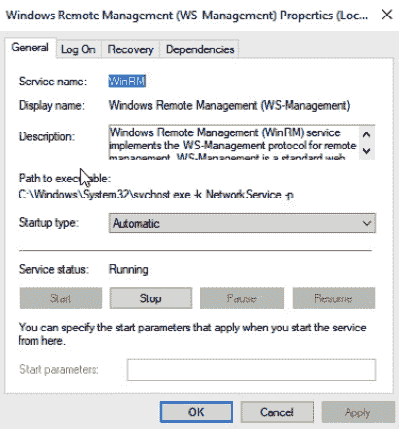 Windows Remote Management (WS-Management) Properties (Loc...
General Log On Recovery Dependencies
Service name: WinRM
Display name: Windows Remote Management (WS-Management)
Description: Windows Remote Management (WinRM) service
implements the WS-Management protocol for remote
management. WS-Management is a standard web
Path to executable:
C:\Windows\System32\svchost.exe -k NetworkService -p
Startup type: Automatic
Service status: Running
Start Stop Pause Resume
You can specify the start parameters that apply when you start the service
from here.
Start parameters:
OK Cancel Apply